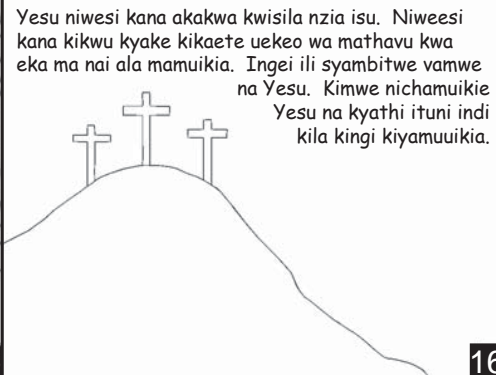 Yesu niwesi kana akakwa kwisila nzia isu.  Niweesi
kana kikwu kyake kikaete uekeo wa mathavu kwa
eka ma nai ala mamuikia.  Ingei ili syambitwe vamwe
na Yesu.  Kimwe nichamuikie
Yesu na kyathi ituni indi
kila kingi kiyamuuikia.
16